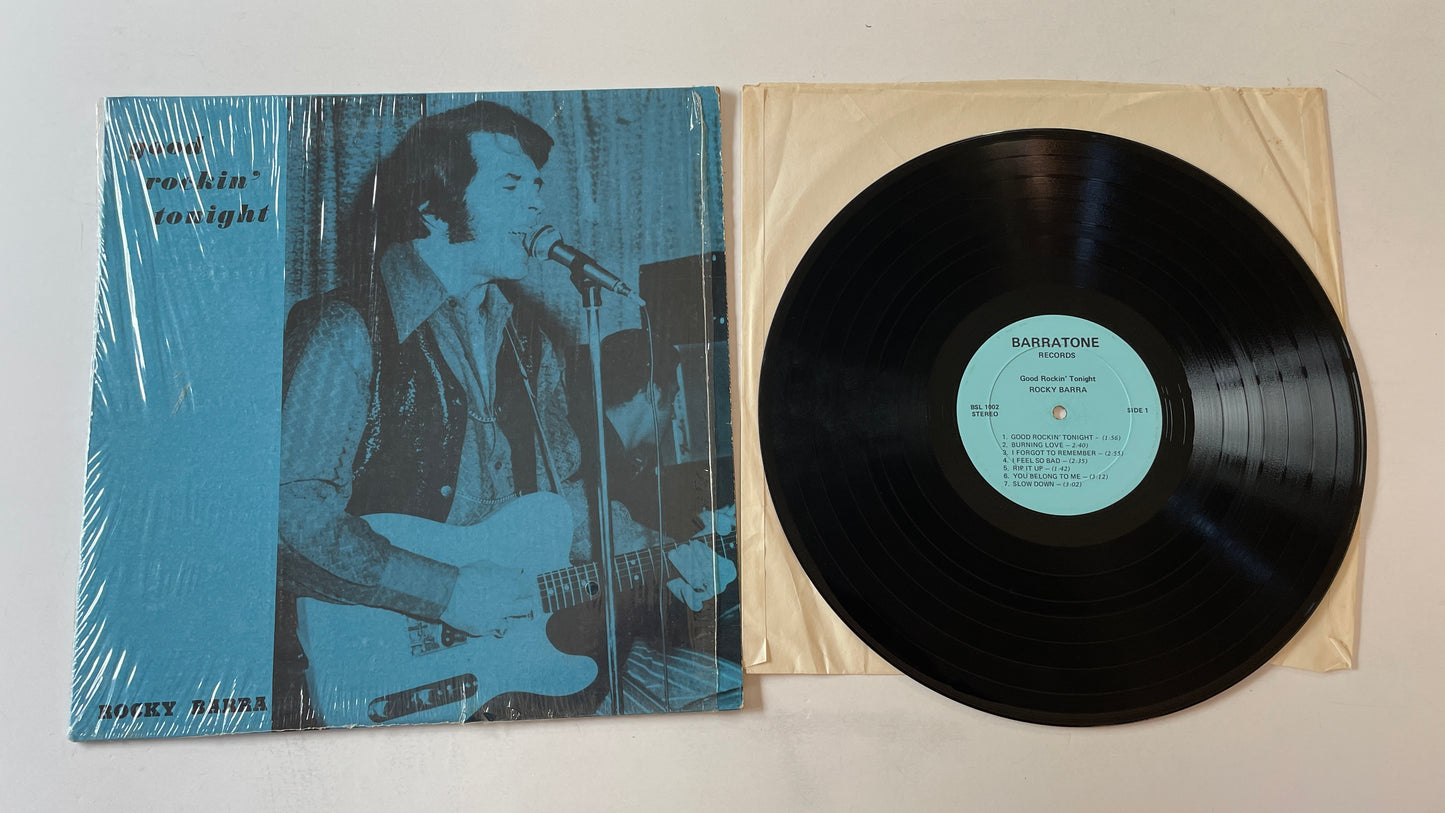 good
rockin'
tonight
ROCKY BARRA
BARRATONE
RECORDS
Good Rockin' Tonight
ROCKY BARRA
BSL 1002
STEREO
SIDE 1
1. GOOD ROCKIN' TONIGHT – (1:56)
2. BURNING LOVE – 2:40)
3. I FORGOT TO REMEMBER – (2:55)
4. I FEEL SO BAD – (2:35)
5. RIP IT UP – (1:42)
6. YOU BELONG TO ME – (3:12)
7. SLOW DOWN – (3:02)